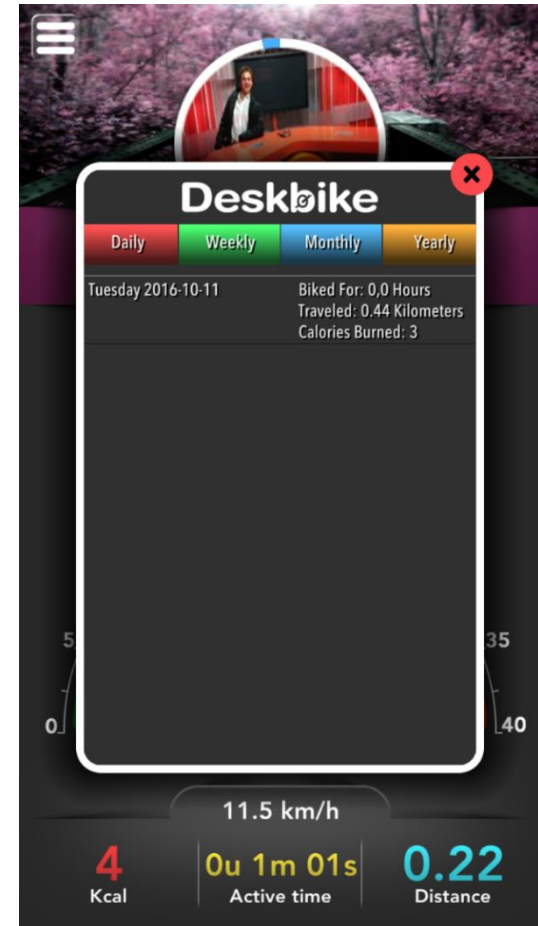 Deskbike
Daily Weekly Monthly Yearly
Tuesday 2016-10-11 Biked For: 0,0 Hours
Traveled: 0.44 Kilometers
Calories Burned: 3
5 35
0 40
11.5 km/h
4 0u 1m 01s 0.22
Kcal Active time Distance